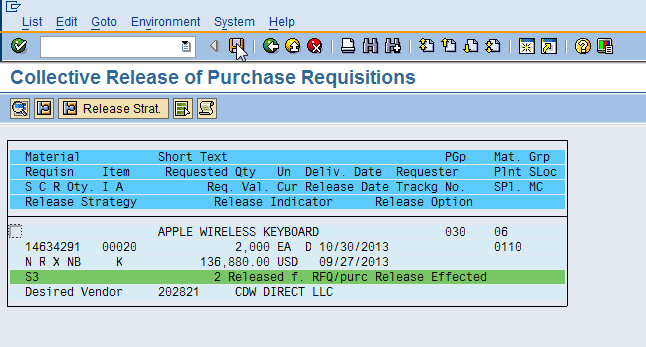 List Edit Goto Environment System Help
Collective Release of Purchase Requisitions
Release Strat.
Material Short Text PGp Mat. Grp
Requisn Item Requested Qty Un Deliv. Date Requester Plnt SLoc
S C R Qty. I A Req. Val. Cur Release Date Trackg No. SPl. MC
Release Strategy Release Indicator Release Option
APPLE WIRELESS KEYBOARD 030 06
14634291 00020 2,000 EA D 10/30/2013 0110
N R X NB K 136,880.00 USD 09/27/2013
S3 2 Released f. RFQ/purc Release Effected
Desired Vendor 202821 CDW DIRECT LLC